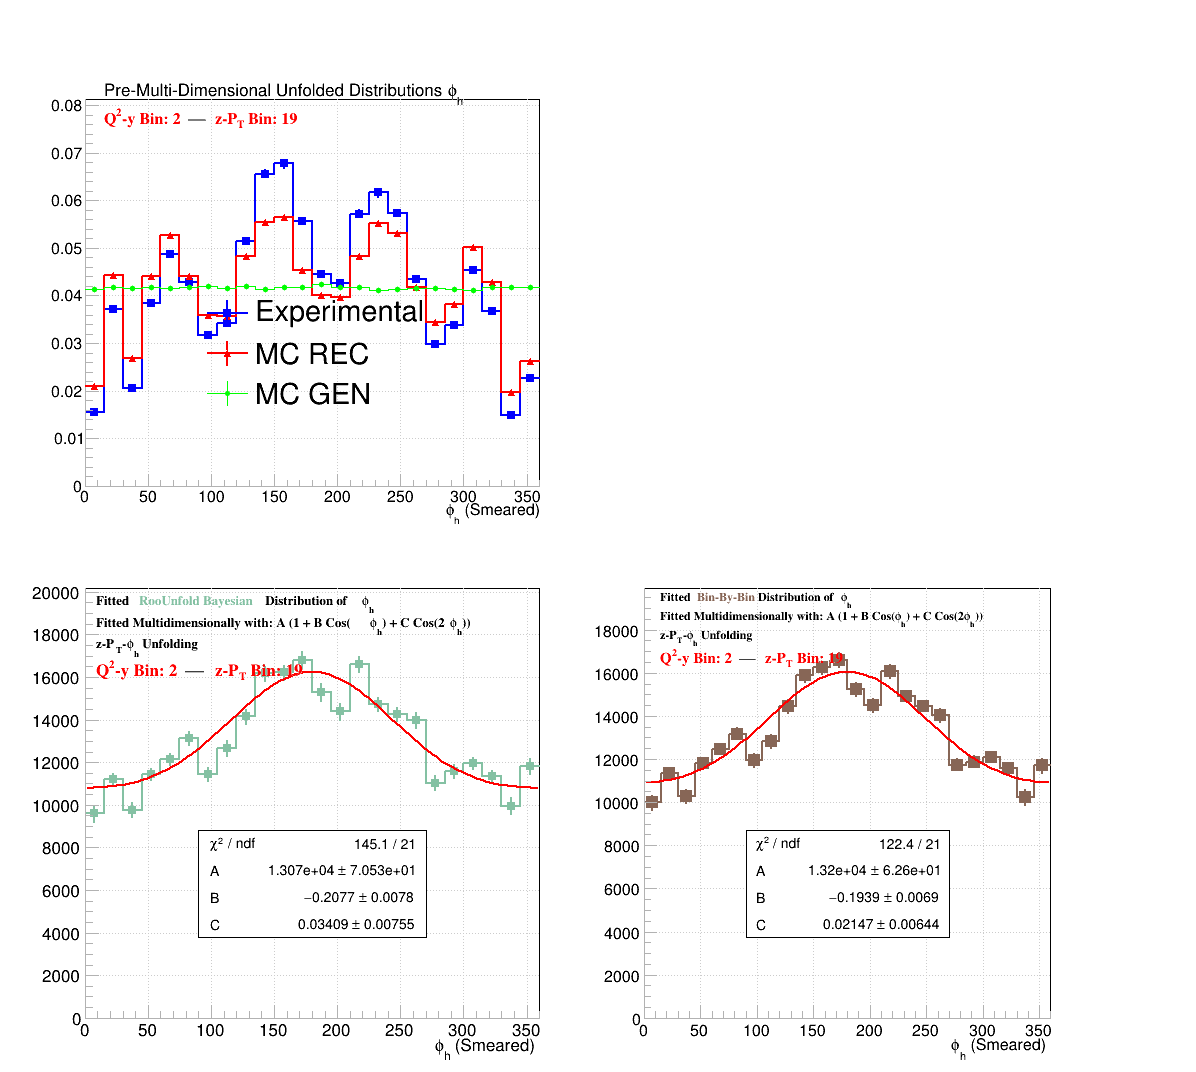 Pre-Multi-Dimensional Unfolded Distributions ϕh
Q2-y Bin: 2 — z-PT Bin: 19
0.08
0.07
0.06
0.05
0.04
0.03
0.02
0.01
0
Experimental
MC REC
MC GEN
0 50 100 150 200 250 300 350
ϕh (Smeared)
20000
18000
16000
14000
12000
10000
8000
6000
4000
2000
0
Fitted RooUnfold Bayesian Distribution of ϕh
Fitted Multidimensionally with: A (1 + B Cos( ϕh) + C Cos(2 ϕh))
z-PT-ϕh Unfolding
Q2-y Bin: 2 — z-PT Bin: 19
χ2 / ndf 145.1 / 21
A 1.307e+04 ± 7.053e+01
B −0.2077 ± 0.0078
C 0.03409 ± 0.00755
0 50 100 150 200 250 300 350
ϕh (Smeared)
18000
16000
14000
12000
10000
8000
6000
4000
2000
0
Fitted Bin-By-Bin Distribution of ϕh
Fitted Multidimensionally with: A (1 + B Cos(ϕh) + C Cos(2ϕh))
z-PT-ϕh Unfolding
Q2-y Bin: 2 — z-PT Bin: 19
χ2 / ndf 122.4 / 21
A 1.32e+04 ± 6.26e+01
B −0.1939 ± 0.0069
C 0.02147 ± 0.00644
0 50 100 150 200 250 300 350
ϕh (Smeared)